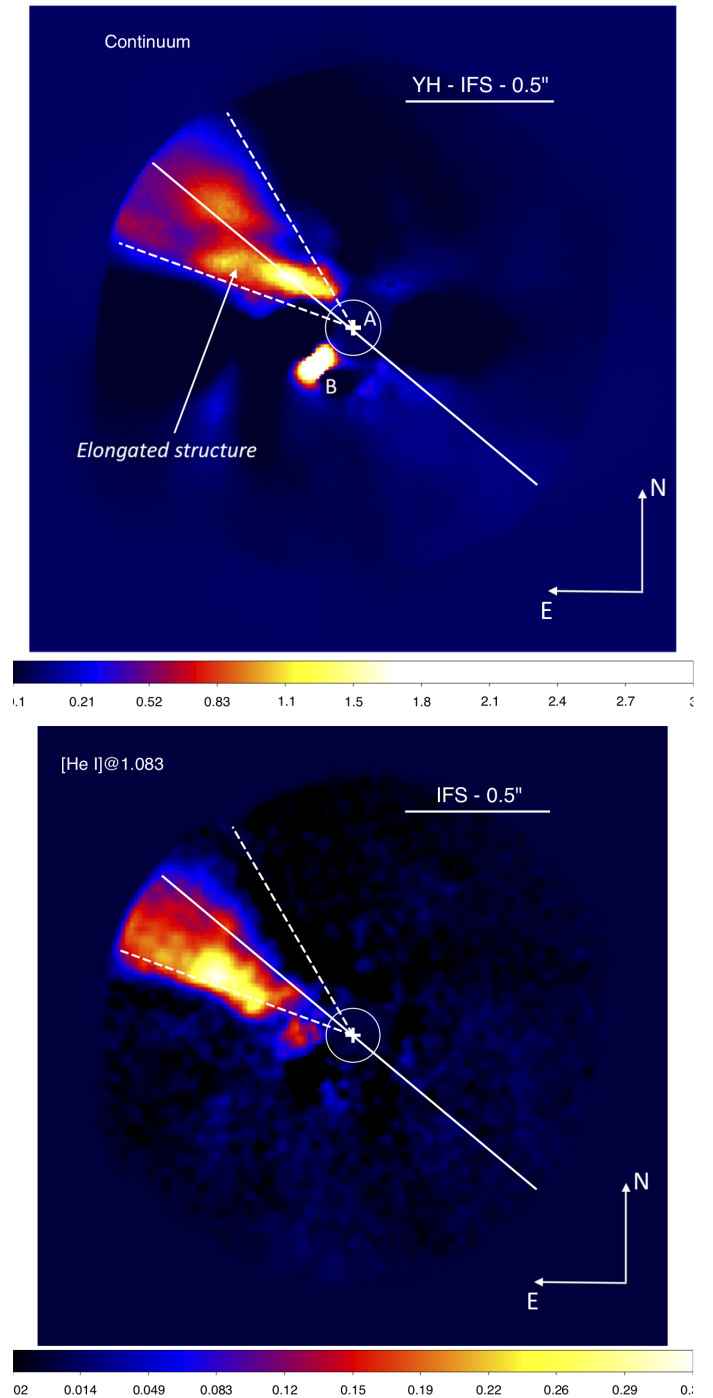 Continuum
YH - IFS - 0.5"
A
B
Elongated structure
N
E
.1 0.21 0.52 0.83 1.1 1.5 1.8 2.1 2.4 2.7
[He I]@1.083
IFS - 0.5"
N
E
02 0.014 0.049 0.083 0.12 0.15 0.19 0.22 0.26 0.29 0.